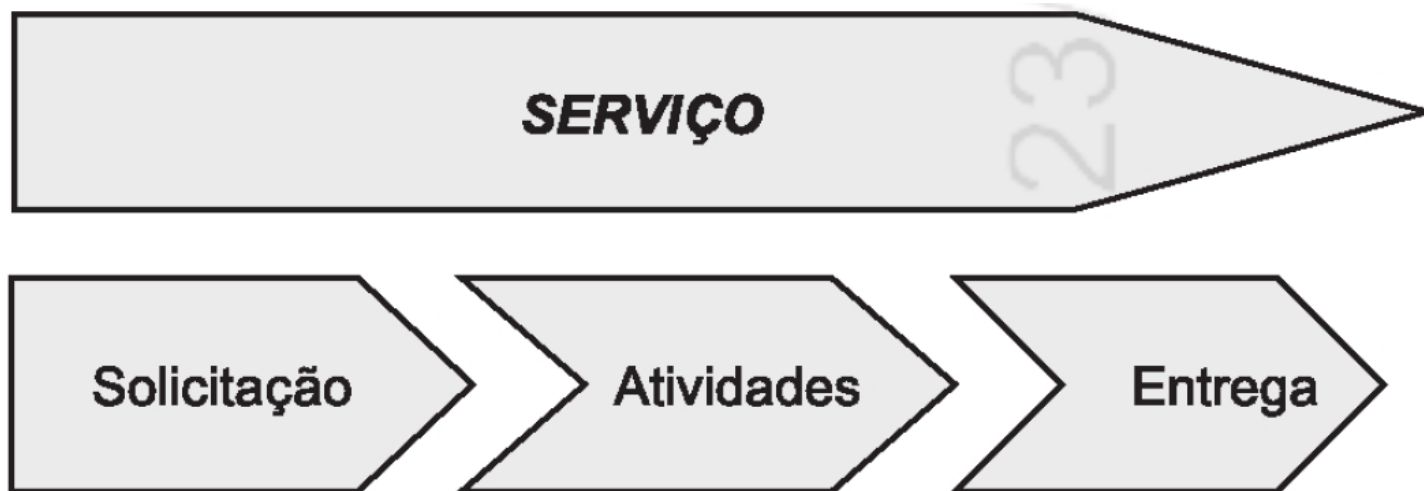 SERVIÇO
23
Solicitação
Atividades
Entrega